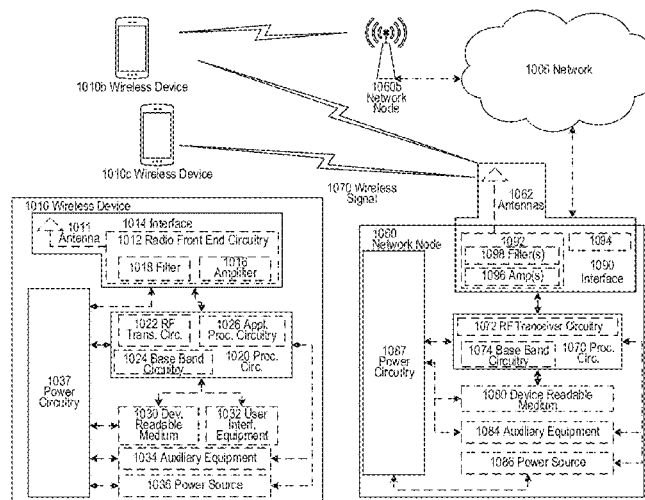 1010b Wireless Device
1010c Wireless Device
1060b
Network
Node
1006 Network
1070 Wireless
Signal
1062
Antennas
1010 Wireless Device
1011
Antenna
1014 Interface
1012 Radio Front End Circuitry
1018 Filter
1016
Amplifier
1022 RF
Trans. Circ.
1026 Appl.
Proc. Circuitry
1024 Base Band
Circuitry
1020 Proc.
Circ.
1037
Power
Circuitry
1030 Dev.
Readable
Medium
1032 User
Interf.
Equipment
1034 Auxiliary Equipment
1036 Power Source
1060
Network Node
1092
1098 Filter(s)
1096 Amp(s)
1094
1090
Interface
1072 RF Tranceiver Circuitry
1074 Base Band
Circuitry
1070 Proc.
Circ.
1087
Power
Circuitry
1080 Device Readable
Medium
1084 Auxiliary Equipment
1086 Power Source